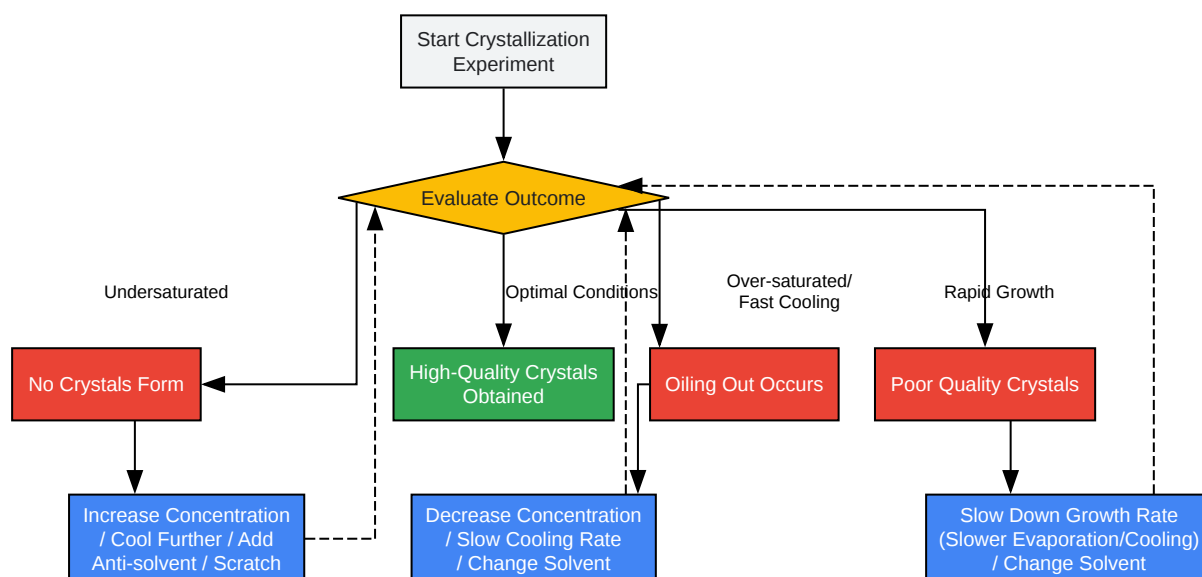 Start Crystallization
Experiment
Evaluate Outcome
Undersaturated
Optimal Conditions
Over-saturated/
Fast Cooling
Rapid Growth
No Crystals Form
High-Quality Crystals
Obtained
Oiling Out Occurs
Poor Quality Crystals
Increase Concentration
/ Cool Further / Add
Anti-solvent / Scratch
Decrease Concentration
/ Slow Cooling Rate
/ Change Solvent
Slow Down Growth Rate
(Slower Evaporation/Cooling)
/ Change Solvent